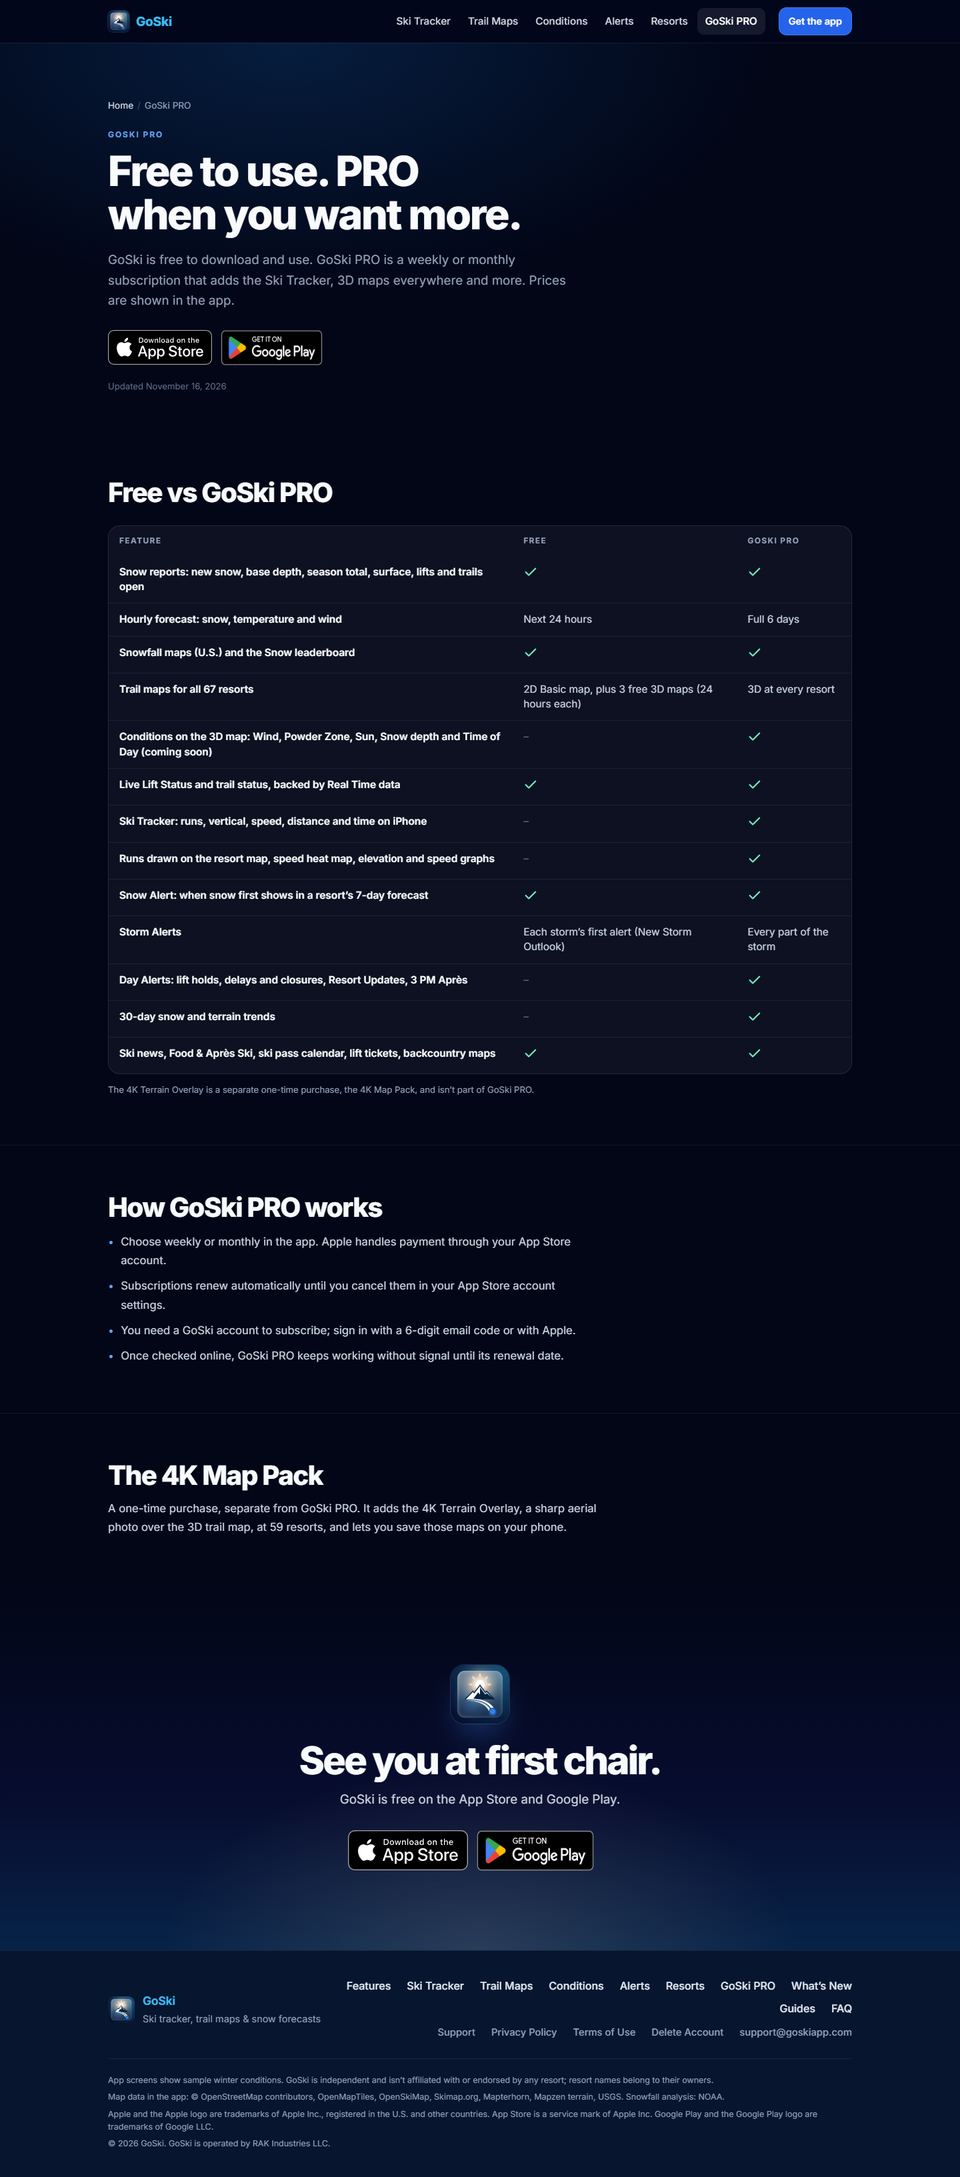 GoSki
Ski Tracker Trail Maps Conditions Alerts Resorts GoSki PRO Get the app
Home / GoSki PRO
GOSKI PRO
Free to use. PRO
when you want more.
GoSki is free to download and use. GoSki PRO is a weekly or monthly
subscription that adds the Ski Tracker, 3D maps everywhere and more. Prices
are shown in the app.
Download on the
App Store
GET IT ON
Google Play
Updated November 16, 2026
Free vs GoSki PRO
FEATURE FREE GOSKI PRO
Snow reports: new snow, base depth, season total, surface, lifts and trails
open
Hourly forecast: snow, temperature and wind Next 24 hours Full 6 days
Snowfall maps (U.S.) and the Snow leaderboard
Trail maps for all 67 resorts 2D Basic map, plus 3 free 3D maps (24 3D at every resort
hours each)
Conditions on the 3D map: Wind, Powder Zone, Sun, Snow depth and Time of –
Day (coming soon)
Live Lift Status and trail status, backed by Real Time data
Ski Tracker: runs, vertical, speed, distance and time on iPhone –
Runs drawn on the resort map, speed heat map, elevation and speed graphs –
Snow Alert: when snow first shows in a resort’s 7-day forecast
Storm Alerts Each storm’s first alert (New Storm Every part of the
Outlook) storm
Day Alerts: lift holds, delays and closures, Resort Updates, 3 PM Après –
30-day snow and terrain trends –
Ski news, Food & Après Ski, ski pass calendar, lift tickets, backcountry maps
The 4K Terrain Overlay is a separate one-time purchase, the 4K Map Pack, and isn’t part of GoSki PRO.
How GoSki PRO works
• Choose weekly or monthly in the app. Apple handles payment through your App Store
account.
• Subscriptions renew automatically until you cancel them in your App Store account
settings.
• You need a GoSki account to subscribe; sign in with a 6-digit email code or with Apple.
• Once checked online, GoSki PRO keeps working without signal until its renewal date.
The 4K Map Pack
A one-time purchase, separate from GoSki PRO. It adds the 4K Terrain Overlay, a sharp aerial
photo over the 3D trail map, at 59 resorts, and lets you save those maps on your phone.
See you at first chair.
GoSki is free on the App Store and Google Play.
Download on the
App Store
GET IT ON
Google Play
GoSki
Ski tracker, trail maps & snow forecasts
Features Ski Tracker Trail Maps Conditions Alerts Resorts GoSki PRO What’s New
Guides FAQ
Support Privacy Policy Terms of Use Delete Account support@goskiapp.com
App screens show sample winter conditions. GoSki is independent and isn’t affiliated with or endorsed by any resort; resort names belong to their owners.
Map data in the app: © OpenStreetMap contributors, OpenMapTiles, OpenSkiMap, Skimap.org, Mapterhorn, Mapzen terrain, USGS. Snowfall analysis: NOAA.
Apple and the Apple logo are trademarks of Apple Inc., registered in the U.S. and other countries. App Store is a service mark of Apple Inc. Google Play and the Google Play logo are
trademarks of Google LLC.
© 2026 GoSki. GoSki is operated by RAK Industries LLC.